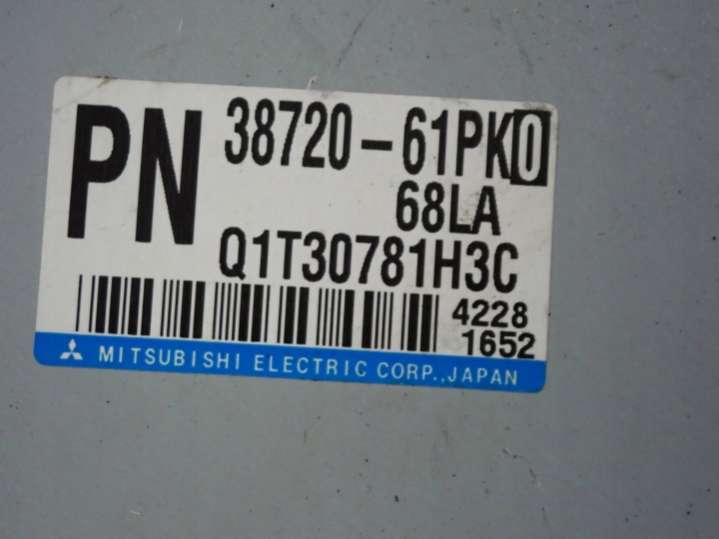 PN 38720-61PK0
68LA
Q1T30781H3C
4228
1652
MITSUBISHI ELECTRIC CORP.,JAPAN